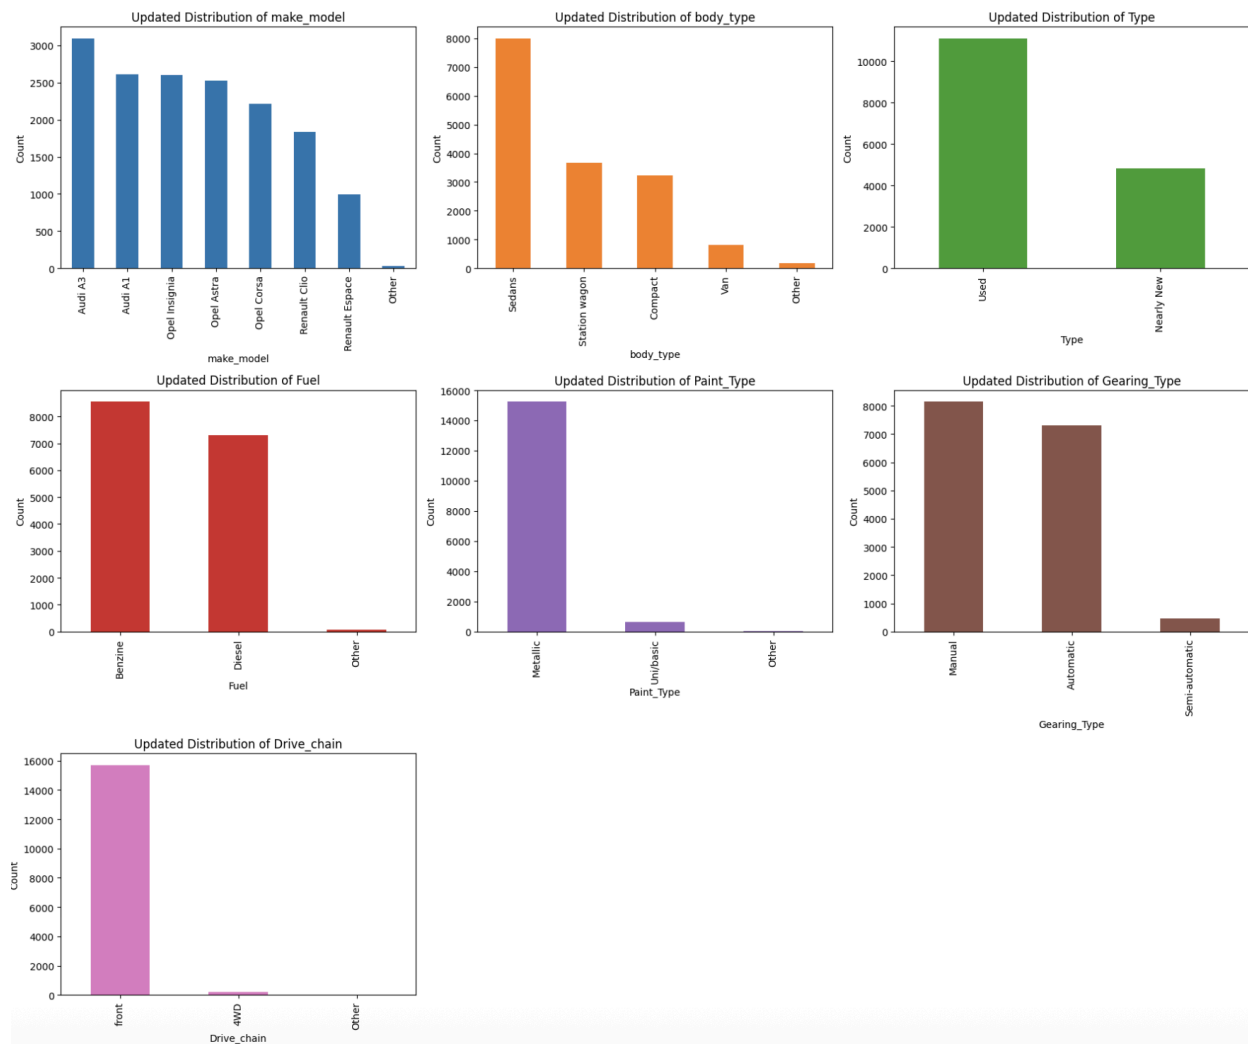 Updated Distribution of make_model
Count
3000
2500
2000
1500
1000
500
0
Audi A3
Audi A1
Opel Insignia
Opel Astra
Opel Corsa
Renault Clio
Renault Espace
Other
make_model
Updated Distribution of body_type
Count
8000
7000
6000
5000
4000
3000
2000
1000
0
Sedans
Station wagon
Compact
Van
Other
body_type
Updated Distribution of Type
Count
10000
8000
6000
4000
2000
0
Used
Nearly New
Type
Updated Distribution of Fuel
Count
8000
7000
6000
5000
4000
3000
2000
1000
0
Benzine
Diesel
Other
Fuel
Updated Distribution of Paint_Type
Count
16000
14000
12000
10000
8000
6000
4000
2000
0
Metallic
Uni/basic
Other
Paint_Type
Updated Distribution of Gearing_Type
Count
8000
7000
6000
5000
4000
3000
2000
1000
0
Manual
Automatic
Semi-automatic
Gearing_Type
Updated Distribution of Drive_chain
Count
16000
14000
12000
10000
8000
6000
4000
2000
0
front
4WD
Other
Drive_chain